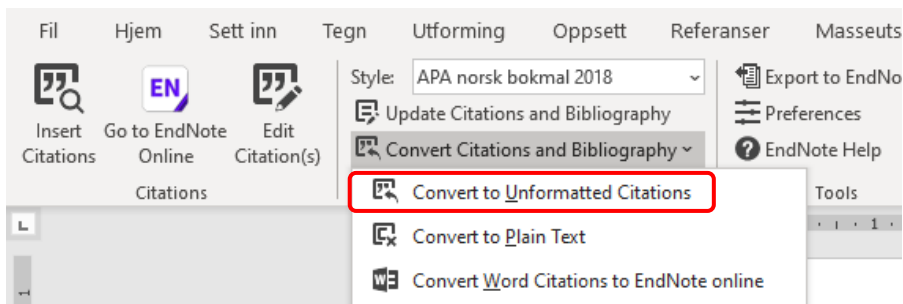 Fil Hjem Sett inn Tegn Utforming Oppsett Referanser Masseuts
EN
Insert Citations
Go to EndNote Online
Edit Citation(s)
Citations
Style: APA norsk bokmal 2018
Update Citations and Bibliography
Convert Citations and Bibliography
Convert to Unformatted Citations
Convert to Plain Text
Convert Word Citations to EndNote online
Export to EndNo
Preferences
EndNote Help
Tools
L
1
1